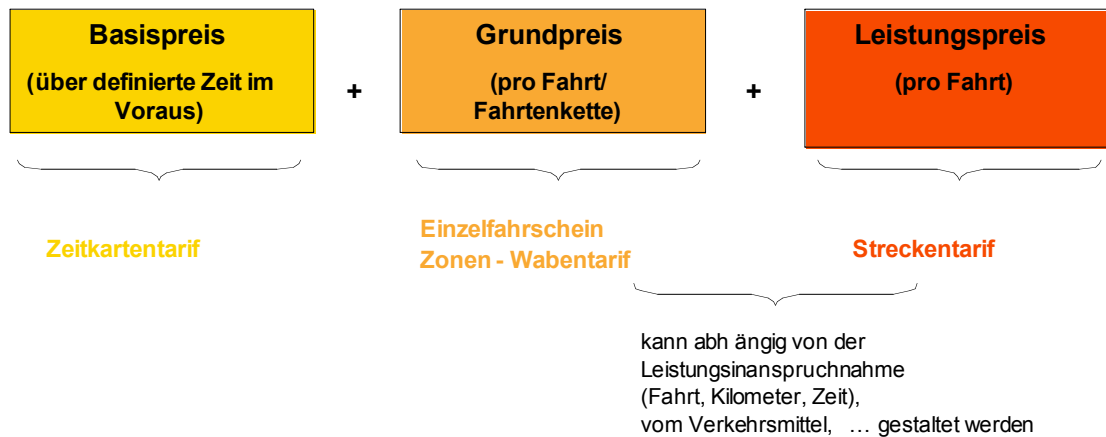 Basispreis
(über definierte Zeit im
Voraus)
+
Grundpreis
(pro Fahrt/
Fahrtenkette)
+
Leistungspreis
(pro Fahrt)
Zeitkartentarif
Einzelfahrschein
Zonen - Wabentarif
Streckentarif
kann abh ängig von der
Leistungsinanspruchnahme
(Fahrt, Kilometer, Zeit),
vom Verkehrsmittel, … gestaltet werden